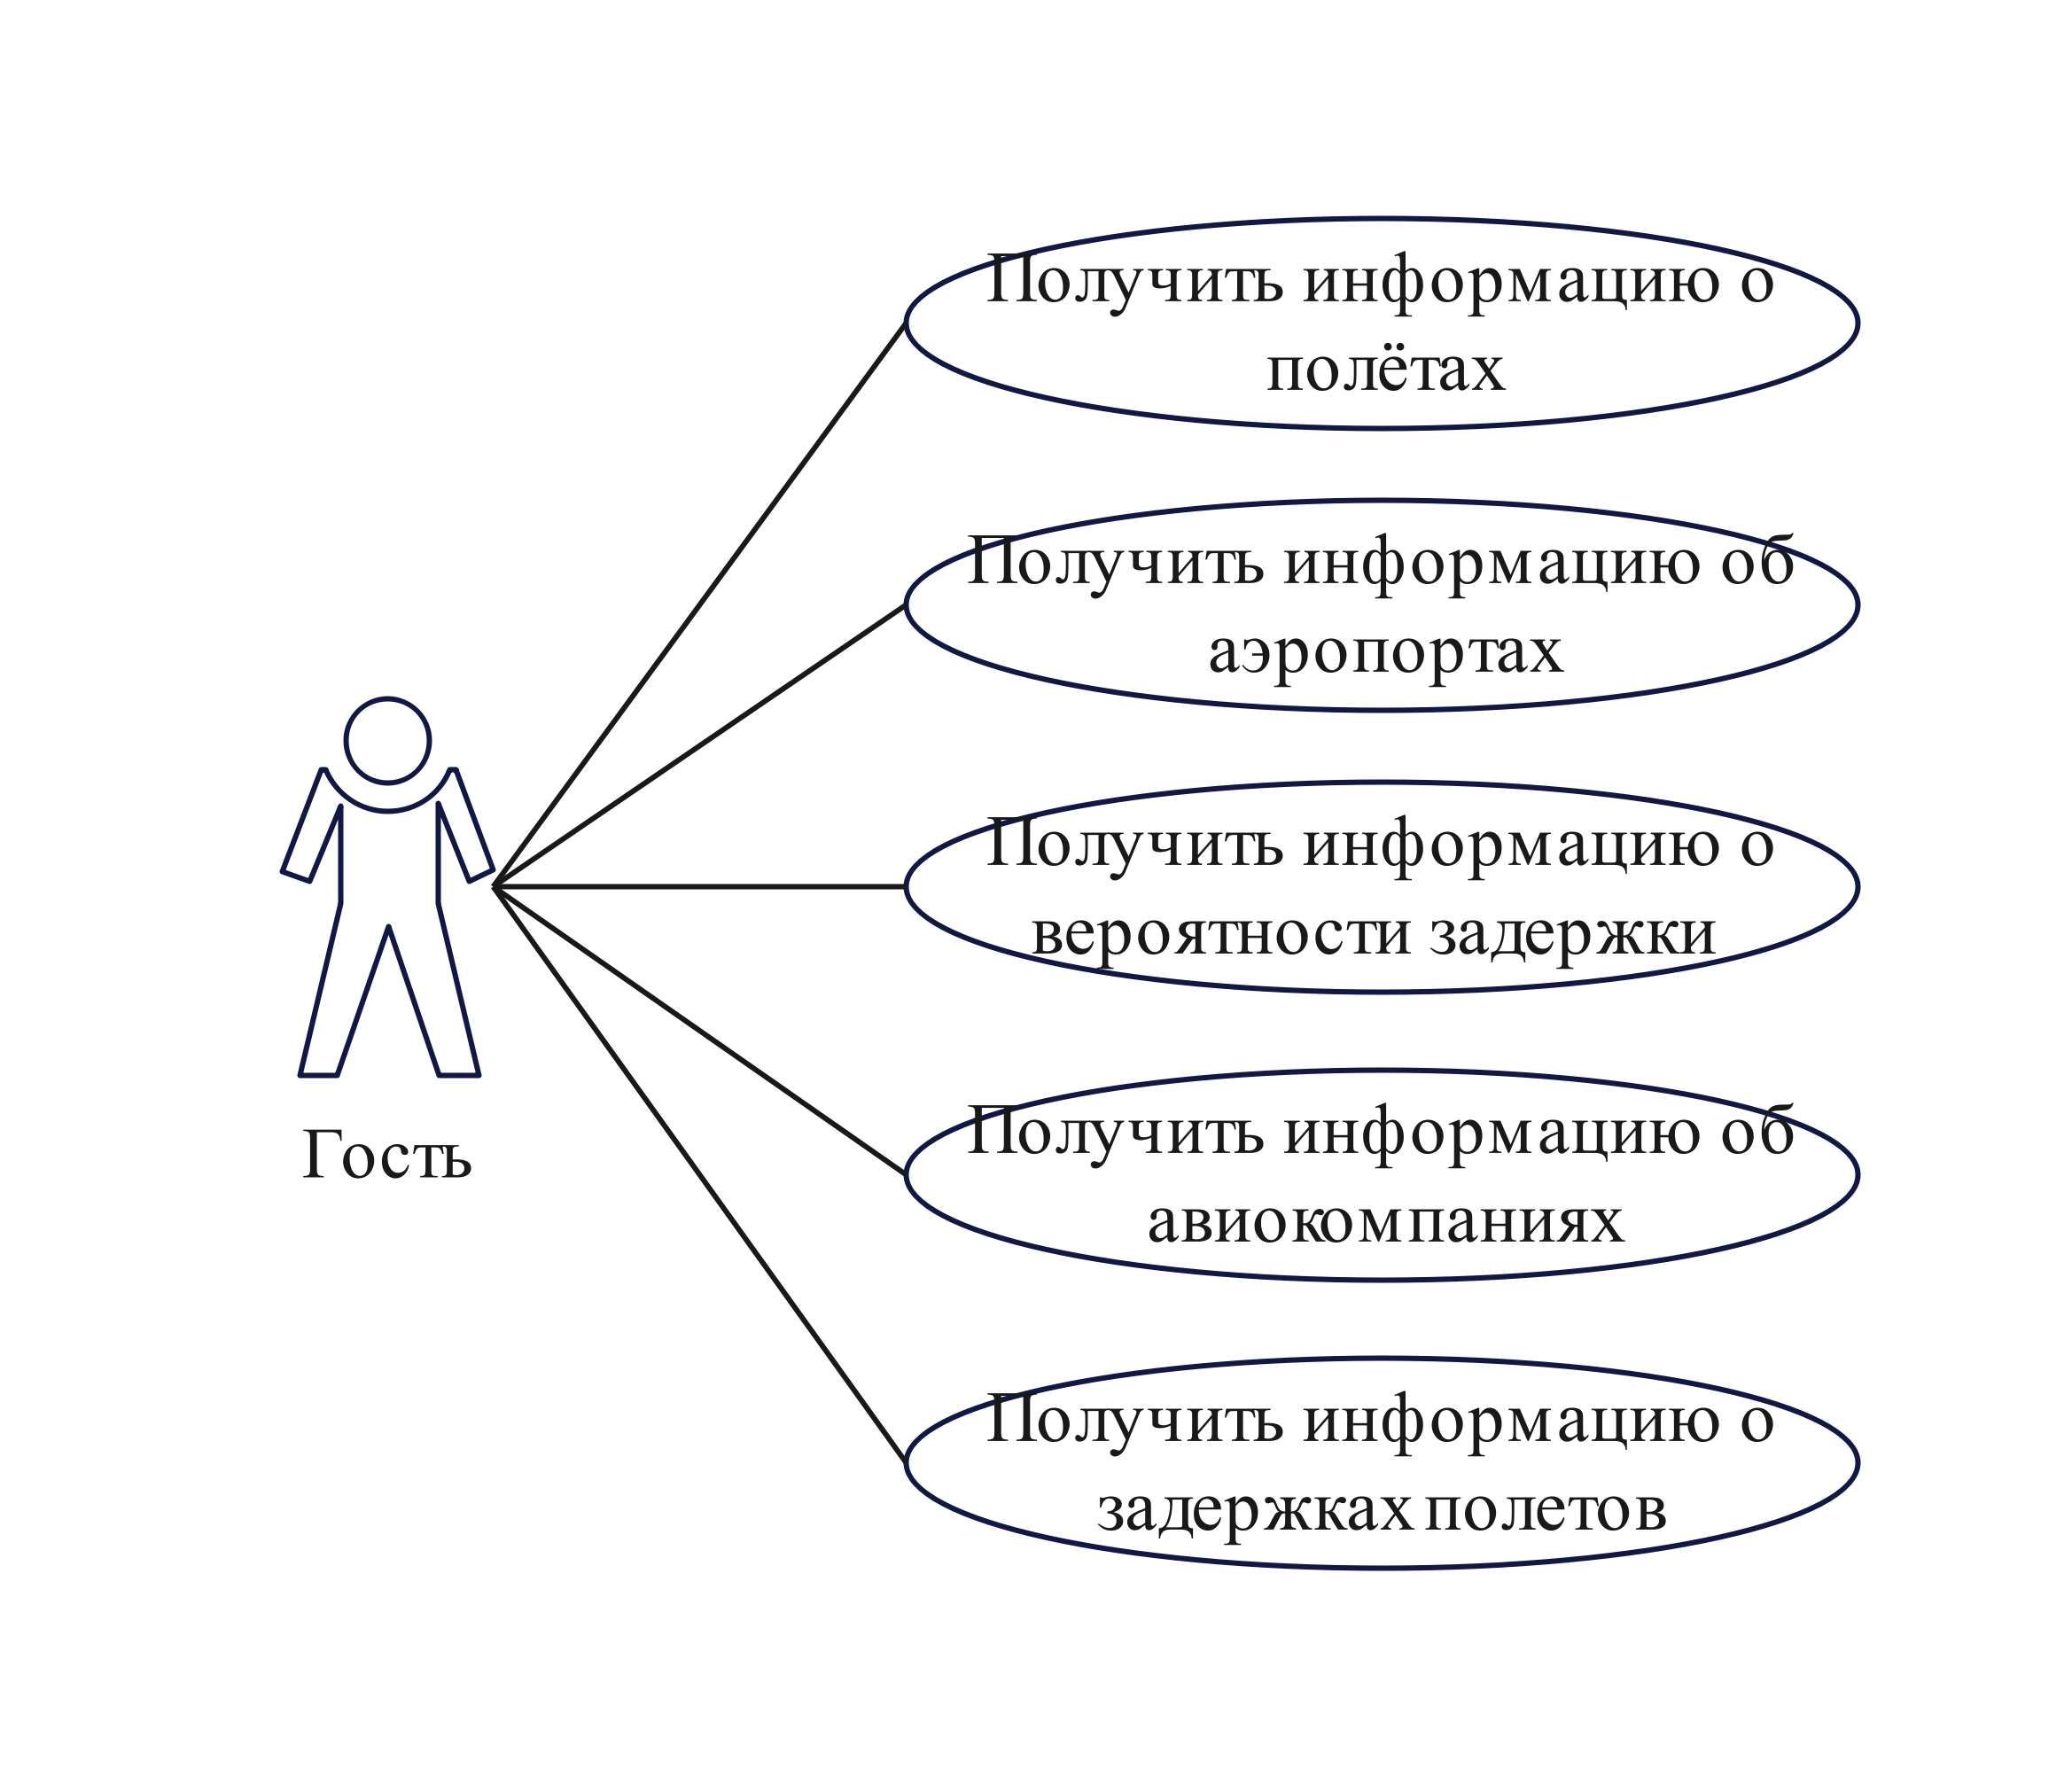 Получить информацию о
полётах
Получить информацию об
аэропортах
Получить информацию о
вероятности задержки
Гость
Получить информацию об
авиокомпаниях
Получить информацию о
задержках полетов